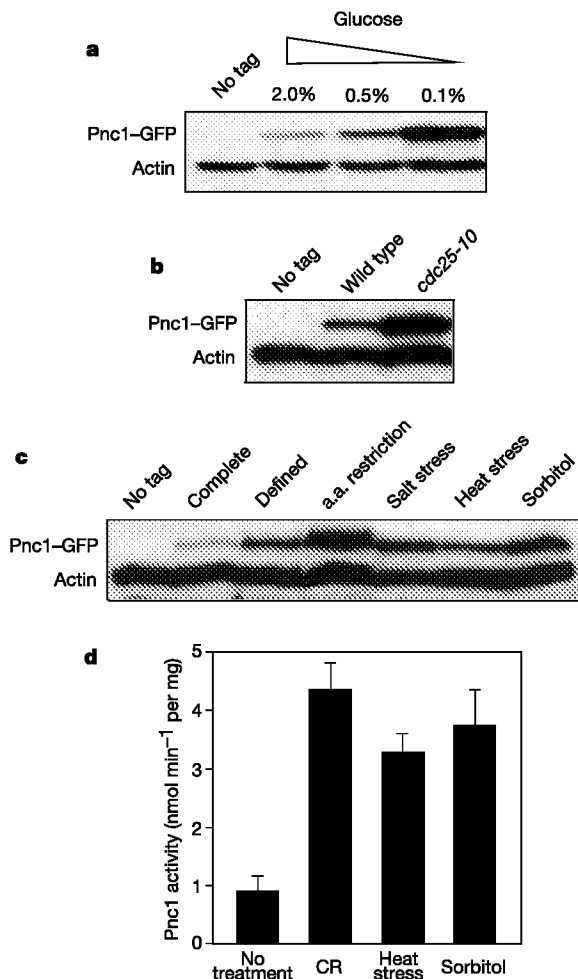 Glucose
a
No tag
2.0% 0.5% 0.1%
Pnc1–GFP
Actin
b
No tag Wild type cdc25-10
Pnc1–GFP
Actin
c
No tag Complete Defined a.a. restriction Salt stress Heat stress Sorbitol
Pnc1–GFP
Actin
d
Pnc1 activity (nmol min–1 per mg)
5
4
3
2
1
0
No treatment CR Heat stress Sorbitol